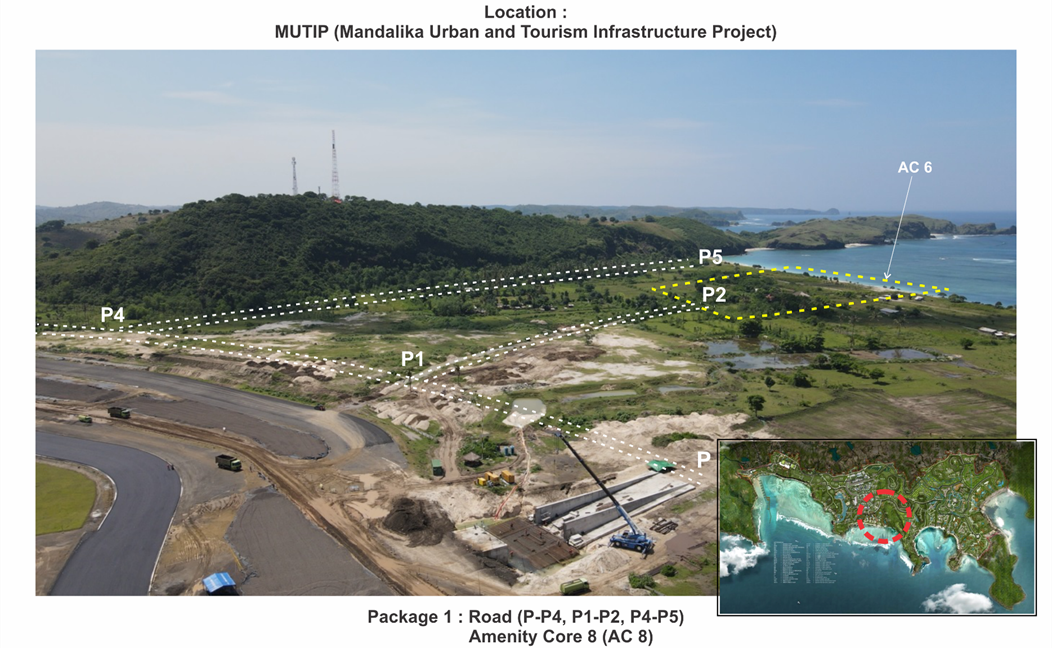 Location :
MUTIP (Mandalika Urban and Tourism Infrastructure Project)
AC 6
P5
P2
P4
P1
P
Package 1 : Road (P-P4, P1-P2, P4-P5)
Amenity Core 8 (AC 8)